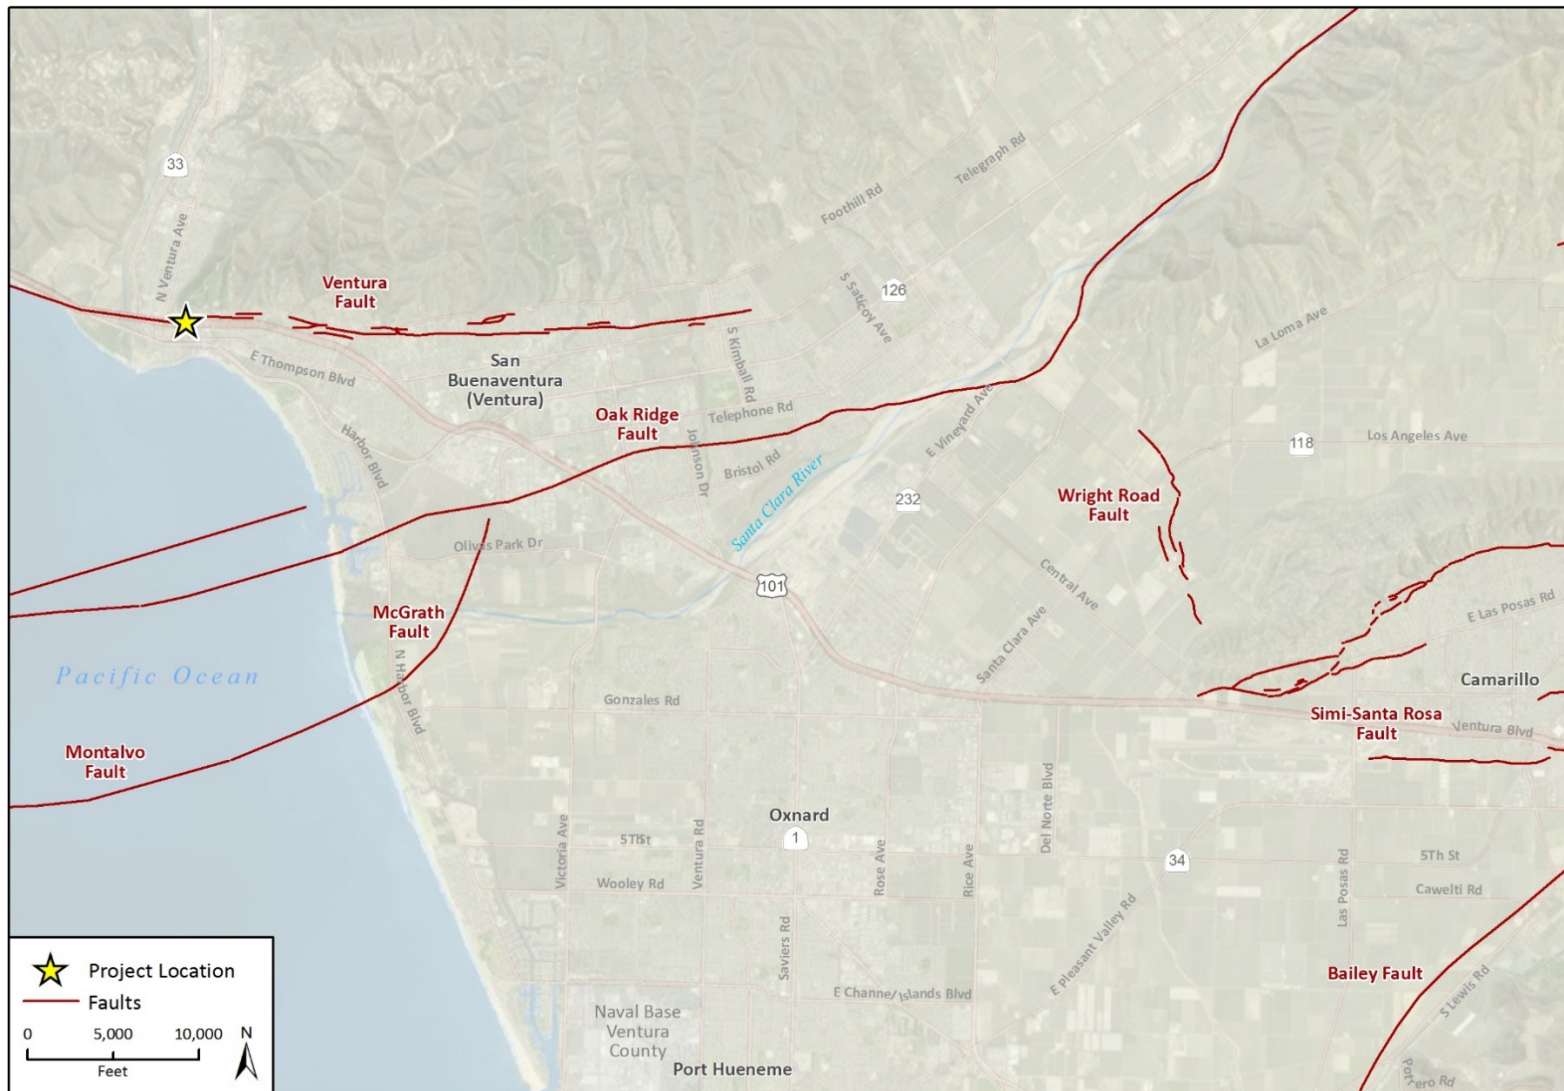 33
N Ventura Ave
Ventura
Fault
Foothill Rd
Telegraph Rd
126
S Saticoy Ave
La Loma Ave
E Thompson Blvd
San
Buenaventura
(Ventura)
S Kimball Rd
Oak Ridge
Fault
Telephone Rd
Harbor Blvd
Johnson Dr
Bristol Rd
E Vineyard Ave
118
Los Angeles Ave
Santa Clara River
232
Wright Road
Fault
Olivas Park Dr
101
Central Ave
McGrath
Fault
E Las Posas Rd
Santa Clara Ave
Pacific Ocean
N Harbor Blvd
Gonzales Rd
Camarillo
Simi-Santa Rosa
Fault
Ventura Blvd
Montalvo
Fault
Del Norte Blvd
Oxnard
1
5Th St
Victoria Ave
Ventura Rd
Rose Ave
Rice Ave
34
5Th St
Wooley Rd
Las Posas Rd
Cawelti Rd
Saviers Rd
E Pleasant Valley Rd
Bailey Fault
S Lewis Rd
E Channel Islands Blvd
Naval Base
Ventura
County
Port Hueneme
Potrero Rd
Project Location
Faults
0 5,000 10,000
Feet
N